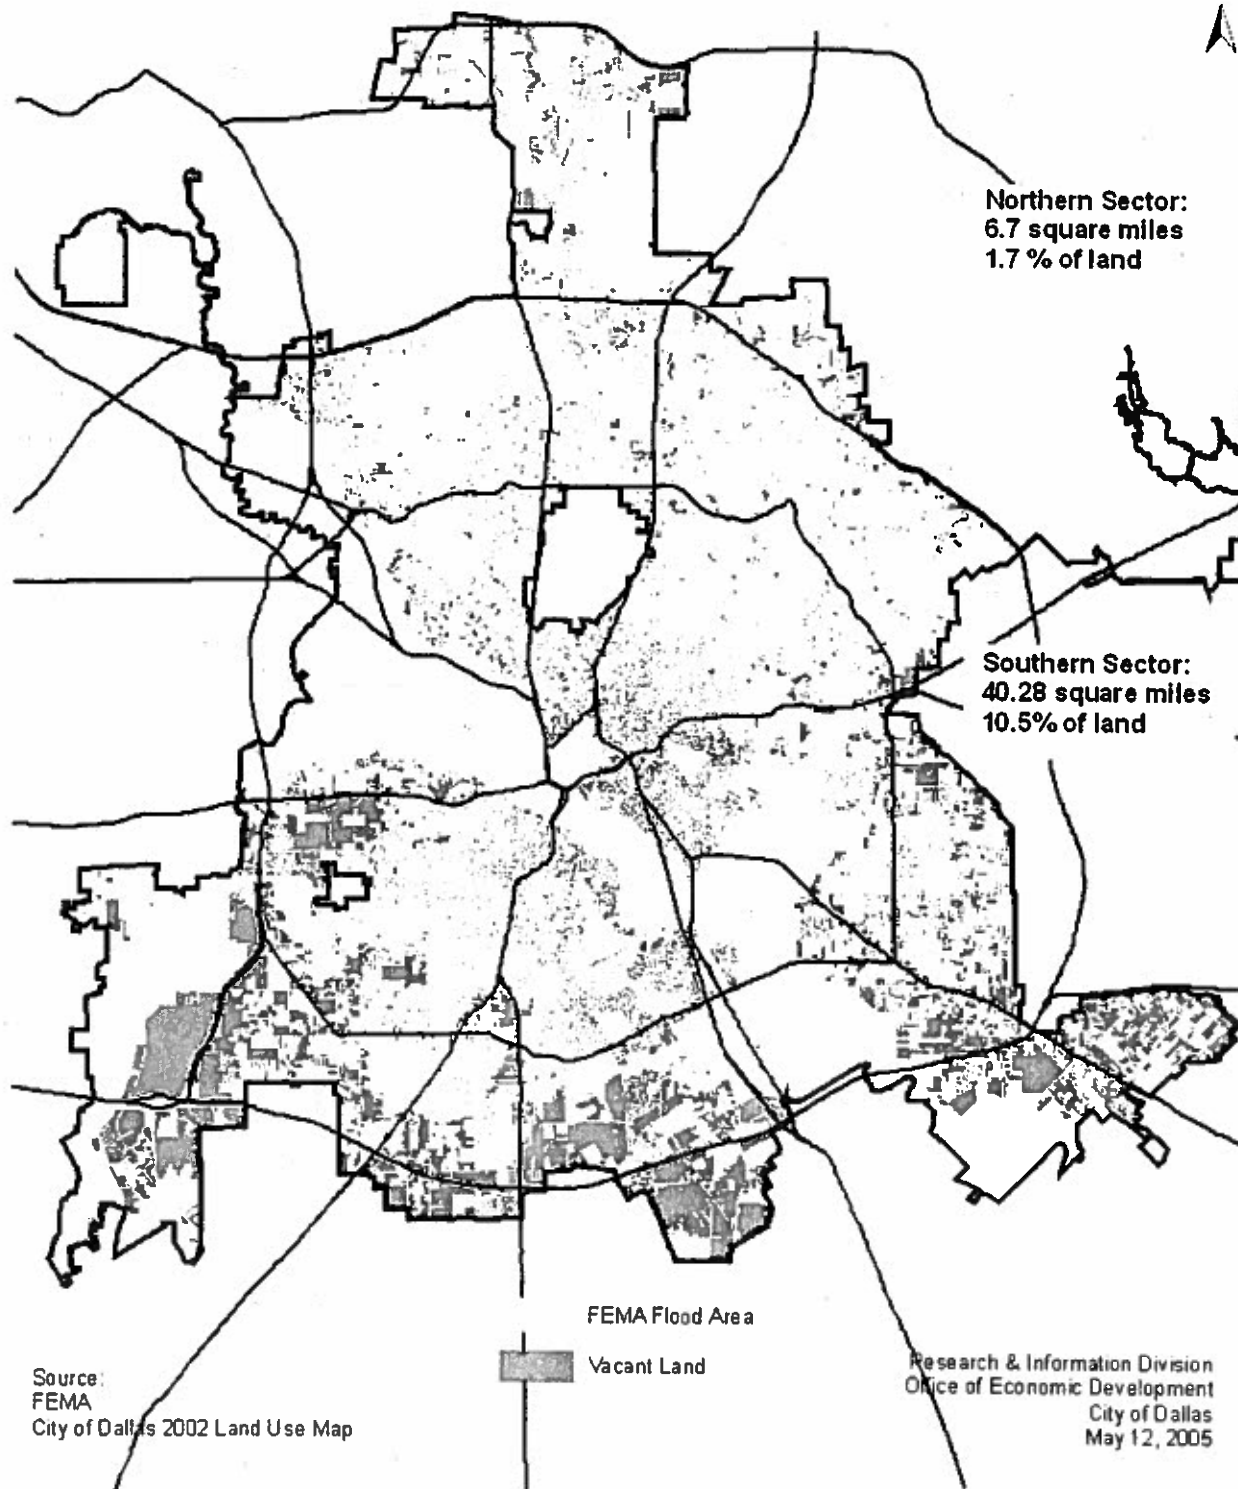 Northern Sector:
6.7 square miles
1.7 % of land
Southern Sector:
40.28 square miles
10.5% of land
FEMA Flood Area
Vacant Land
Source:
FEMA
City of Dallas 2002 Land Use Map
Research & Information Division
Office of Economic Development
City of Dallas
May 12, 2005